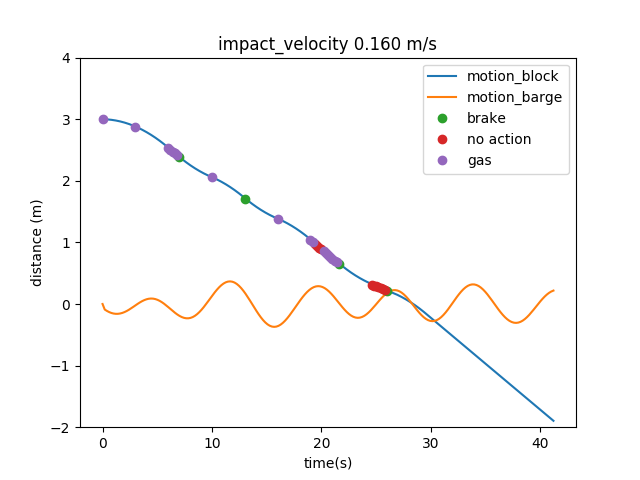 impact_velocity 0.160 m/s
motion_block
motion_barge
brake
no action
gas
distance (m)
4
3
2
1
0
−1
−2
0
10
20
30
40
time(s)